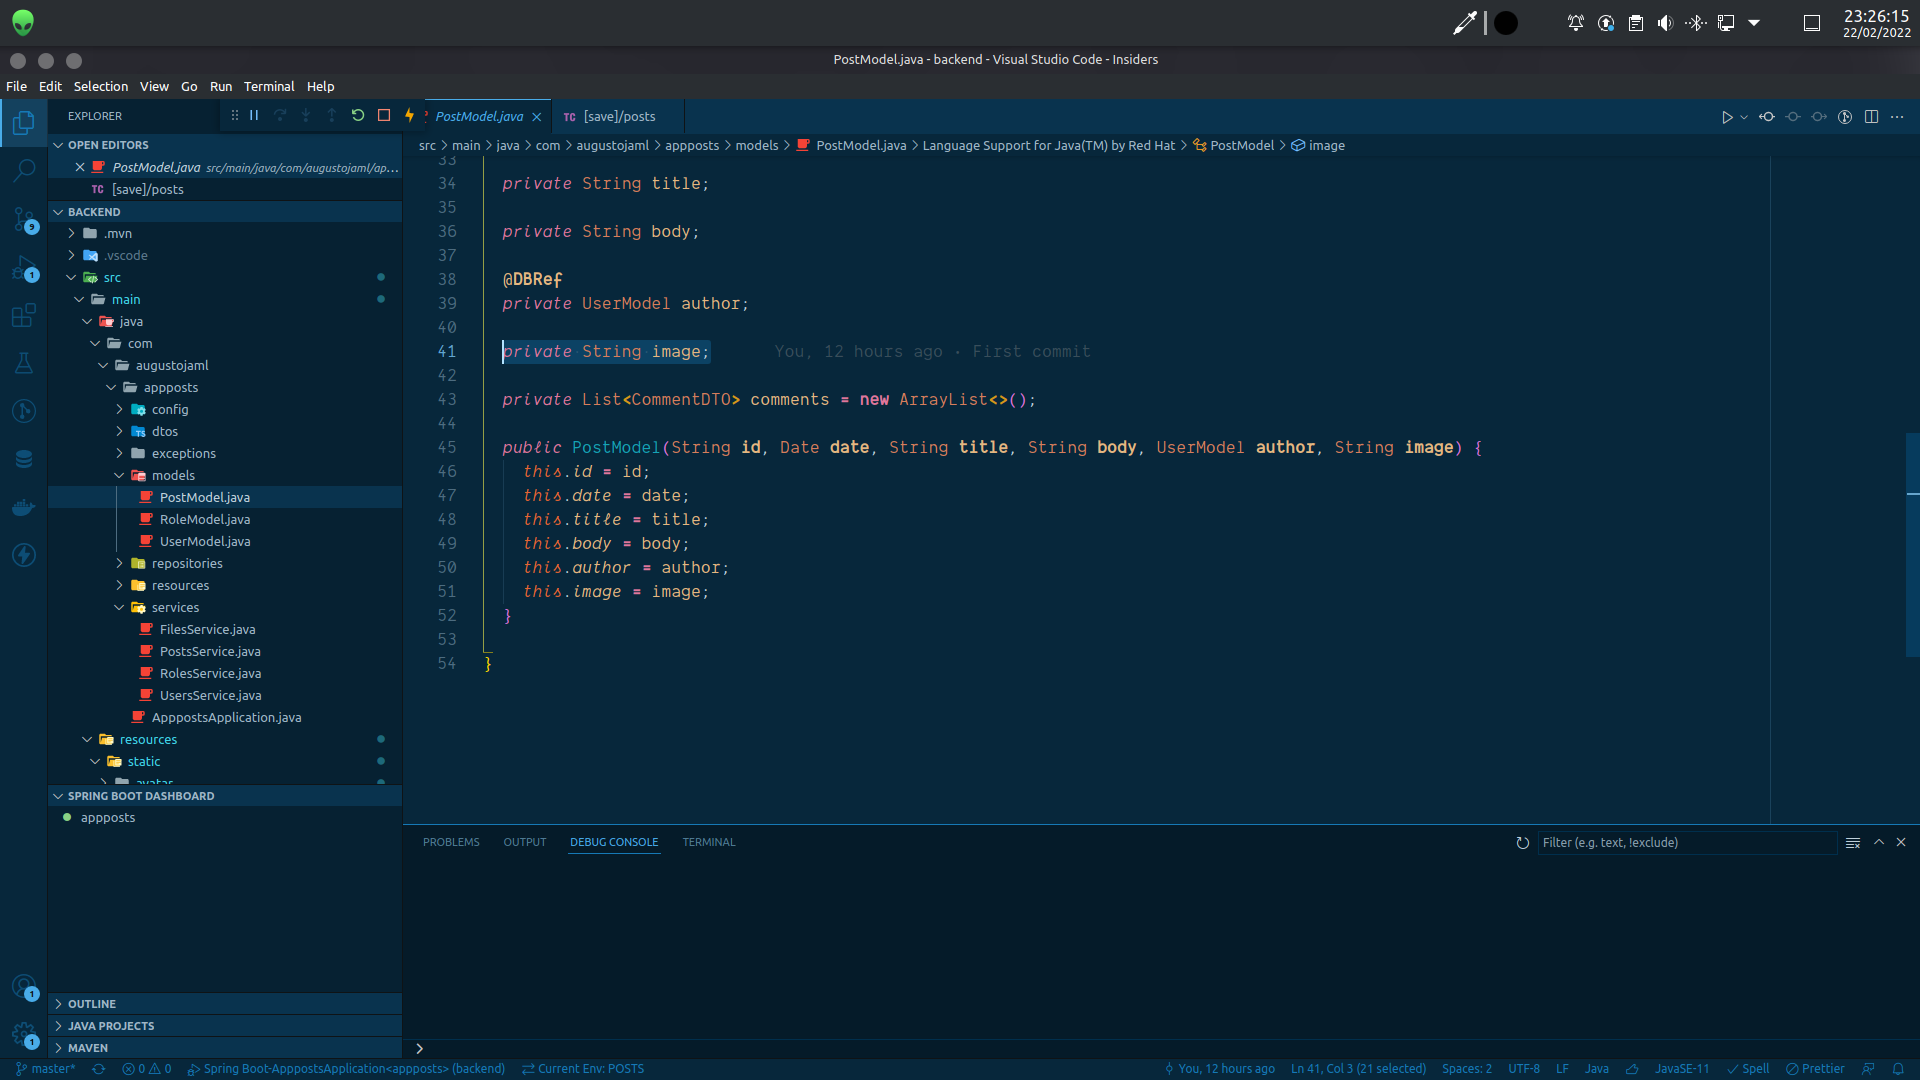 23:26:15
22/02/2022
PostModel.java - backend - Visual Studio Code - Insiders
File Edit Selection View Go Run Terminal Help
EXPLORER
PostModel.java
TC [save]/posts
OPEN EDITORS
PostModel.java src/main/java/com/augustojaml/ap...
TC [save]/posts
src > main > java > com > augustojaml > appposts > models > PostModel.java > Language Support for Java(TM) by Red Hat > PostModel > image
BACKEND
.mvn
.vscode
src
main
java
com
augustojaml
appposts
config
dtos
exceptions
models
PostModel.java
RoleModel.java
UserModel.java
repositories
resources
services
FilesService.java
PostsService.java
RolesService.java
UsersService.java
ApppostsApplication.java
resources
static
avatar
9
1
1
1
33
34 private String title;
35
36 private String body;
37
38 @DBRef
39 private UserModel author;
40
41 private String image; You, 12 hours ago · First commit
42
43 private List<CommentDTO> comments = new ArrayList<>();
44
45 public PostModel(String id, Date date, String title, String body, UserModel author, String image) {
46 this.id = id;
47 this.date = date;
48 this.title = title;
49 this.body = body;
50 this.author = author;
51 this.image = image;
52 }
53
54 }
SPRING BOOT DASHBOARD
appposts
OUTLINE
JAVA PROJECTS
MAVEN
PROBLEMS OUTPUT DEBUG CONSOLE TERMINAL
Filter (e.g. text, !exclude)
master* 0 0 Spring Boot-ApppostsApplication<appposts> (backend) Current Env: POSTS You, 12 hours ago Ln 41, Col 3 (21 selected) Spaces: 2 UTF-8 LF Java JavaSE-11 Spell Prettier